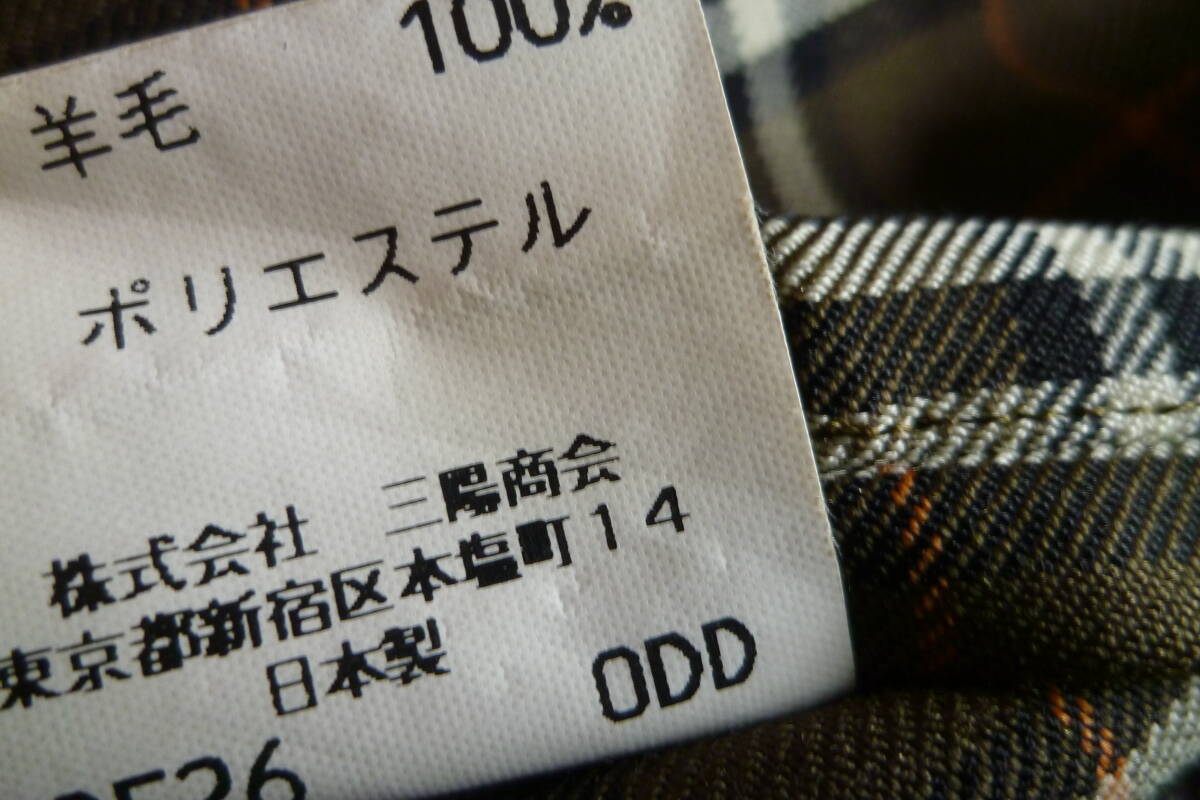 100%
羊毛
ポリエステル
株式会社 三陽商会
東京都新宿区本塩町14
日本製
ODD
526